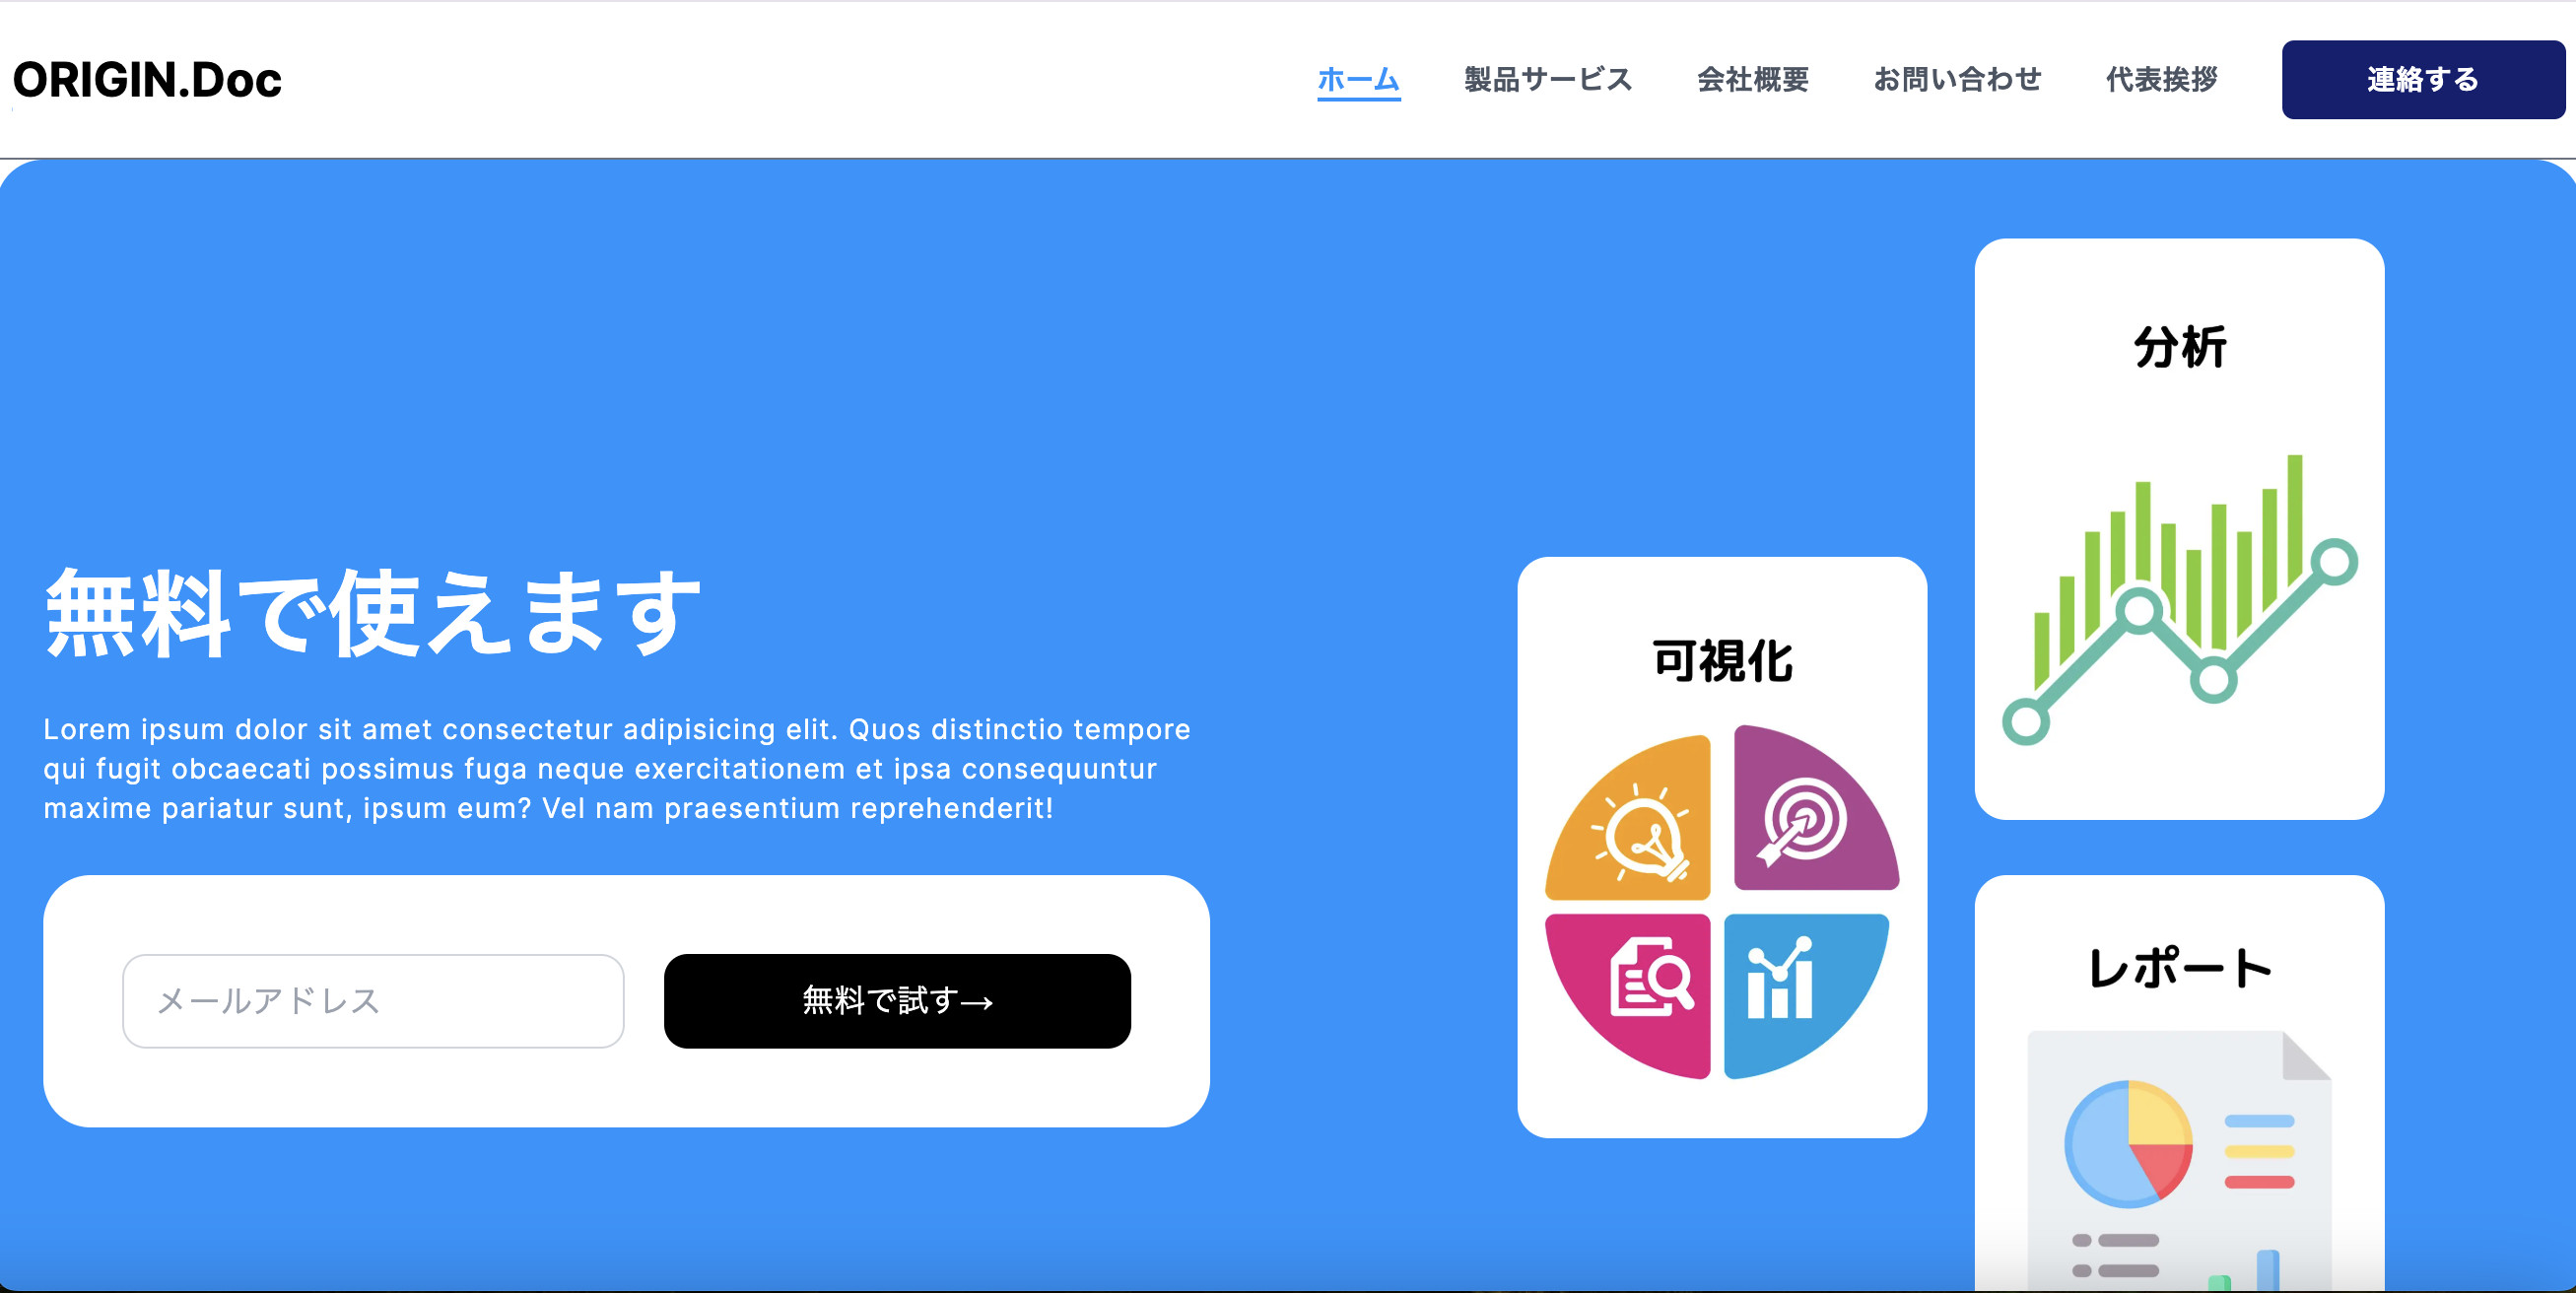 ORIGIN.Doc
ホーム
製品サービス
会社概要
お問い合わせ
代表挨拶
連絡する
無料で使えます
Lorem ipsum dolor sit amet consectetur adipisicing elit. Quos distinctio tempore
qui fugit obcaecati possimus fuga neque exercitationem et ipsa consequuntur
maxime pariatur sunt, ipsum eum? Vel nam praesentium reprehenderit!
メールアドレス
無料で試す→
可視化
分析
レポート